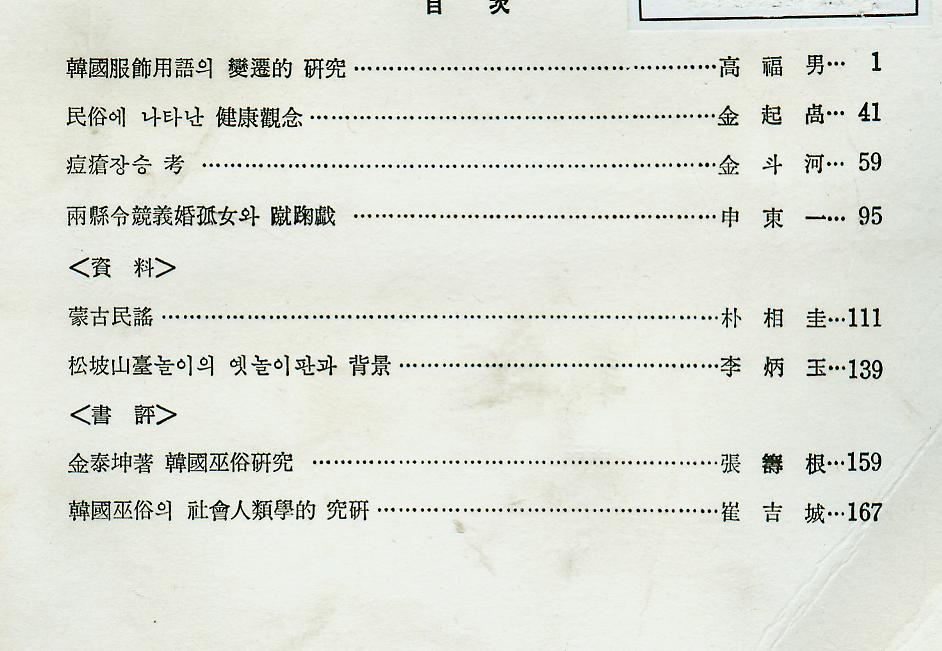 目 次
韓國服飾用語의 變遷的 硏究 …… 高 福 男… 1
民俗에 나타난 健康觀念 …… 金 起 卨… 41
痘瘡장승 考 …… 金 斗 河… 59
兩縣令競義婚孤女와 蹴踘戱 …… 申 東 一… 95
＜資 料＞
蒙古民謠 …… 朴 相 圭…111
松坡山臺놀이의 옛놀이판과 背景 …… 李 炳 玉…139
＜書 評＞
金泰坤著 韓國巫俗硏究 …… 張 籌 根…159
韓國巫俗의 社會人類學的 究硏 …… 崔 吉 城…167